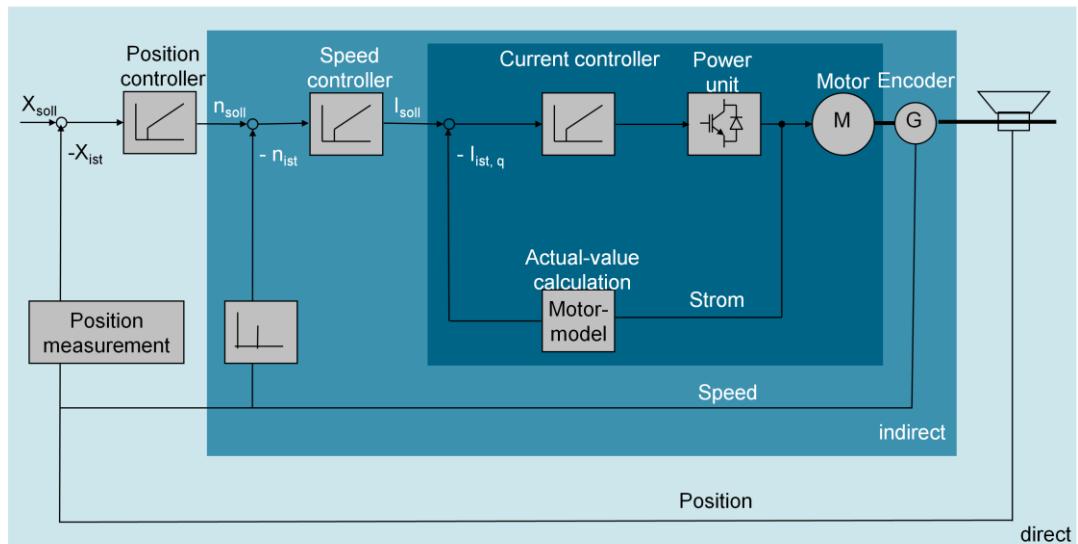 Position
controller
Speed
controller
Current controller
Power
unit
Motor
Encoder
Xsoll
nsoll
Isoll
M
G
-Xist
- nist
- Iist, q
Actual-value
calculation
Motor-
model
Strom
Position
measurement
Speed
indirect
Position
direct